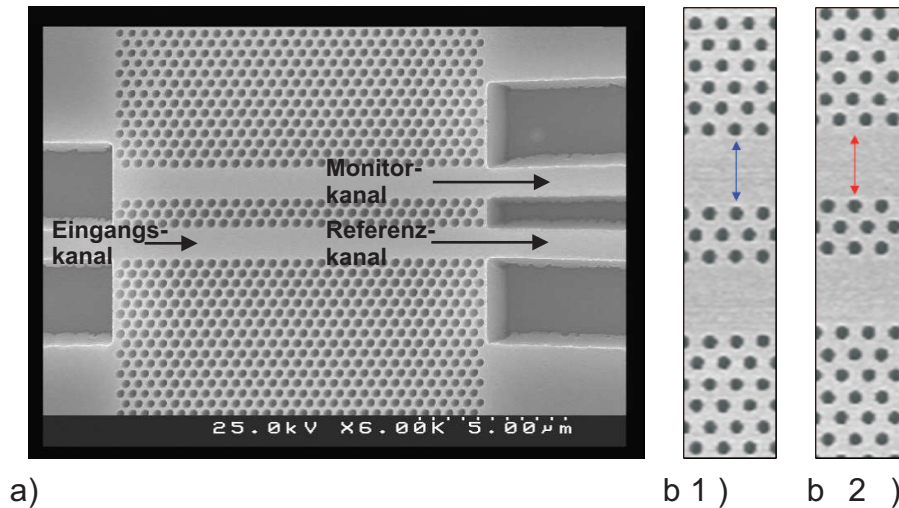 Monitor-
kanal
Eingangs-
kanal
Referenz-
kanal
25.0kV X6.00K 5.00µm
a)
b 1 )
b 2 )